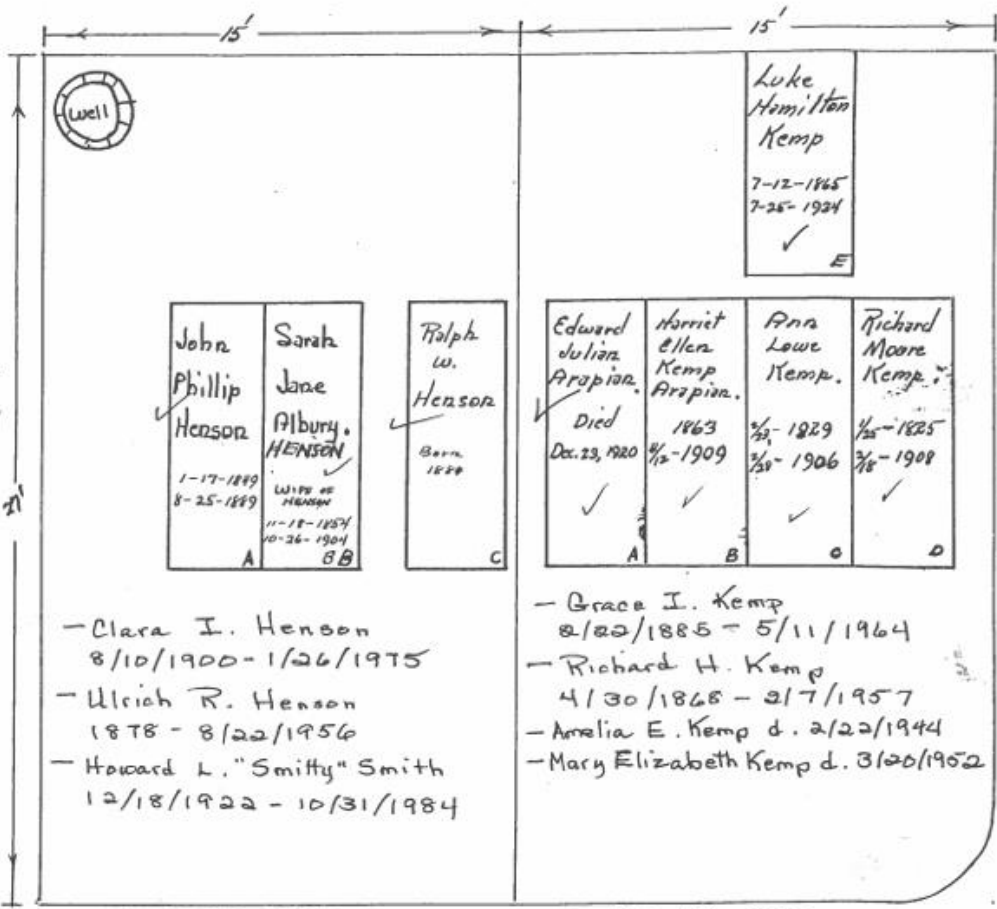 15'
15'
27'
Well
Luke
Hamilton
Kemp
7-12-1865
7-25-1934
E
John
Phillip
Henson
1-17-1849
8-25-1889
A
Sarah
Jane
Albury.
HENSON
WIFE OF
HENSON
11-18-1854
10-26-1904
B
Ralph
W.
Henson
Born
C
Edward
Julian
Arapian.
Died
Dec. 23, 1920
A
Harriet
Ellen
Kemp
Arapian.
1863
1909
B
Ann
Lowe
Kemp.
1829
1906
C
Richard
Moore
Kemp.
1825
2/18-1908
D
- Clara I. Henson
8/10/1900 - 1/26/1975
- Ulrich R. Henson
1878 - 8/22/1956
- Howard L. "Smitty" Smith
12/18/1922 - 10/31/1984
- Grace I. Kemp
8/22/1885 - 5/11/1964
- Richard H. Kemp
4/30/1868 - 2/7/1957
- Amelia E. Kemp d. 2/22/1944
- Mary Elizabeth Kemp d. 3/20/1952